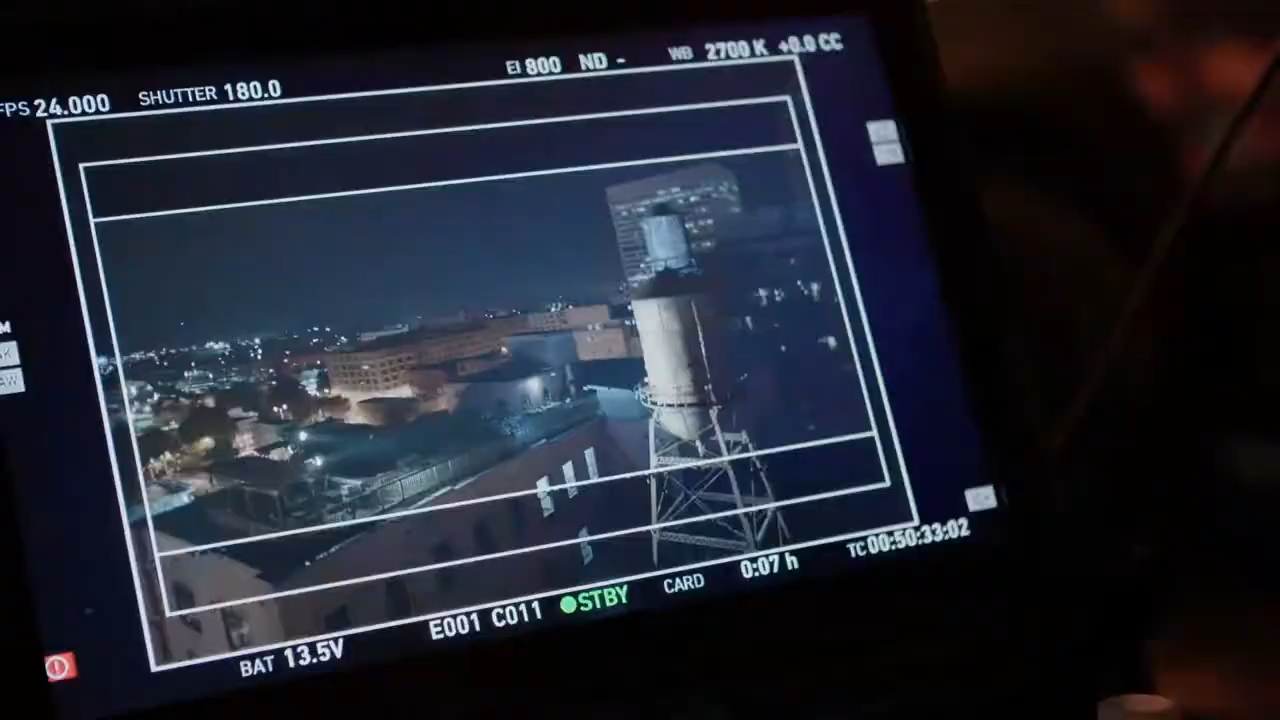 FPS 24.000 SHUTTER 180.0 EI 800 ND - WB 2700 K +0.0 CC
BAT 13.5V E001 C011 STBY CARD 0:07 h TC 00:50:33:02